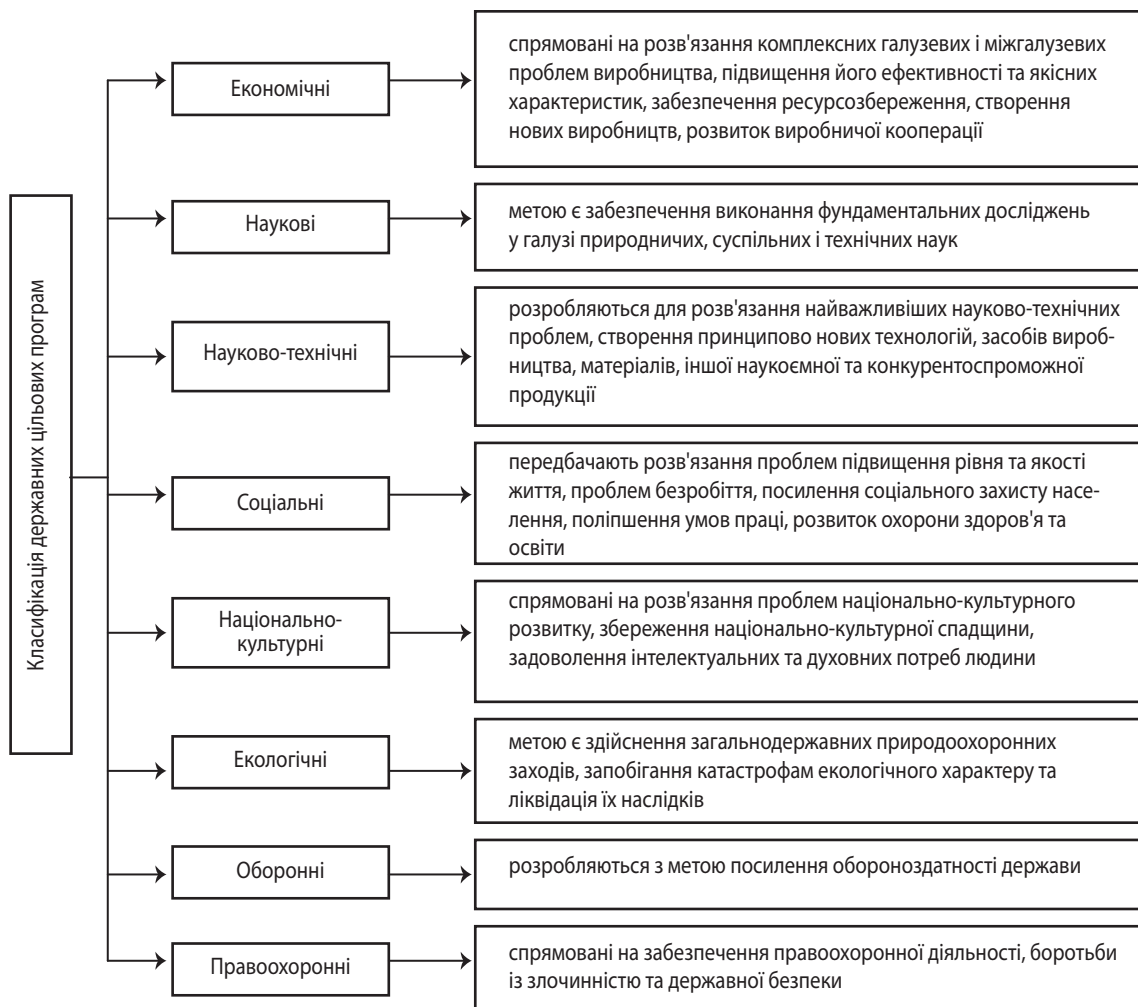 Класифікація державних цільових програм
Економічні
спрямовані на розв'язання комплексних галузевих і міжгалузевих
проблем виробництва, підвищення його ефективності та якісних
характеристик, забезпечення ресурсозбереження, створення
нових виробництв, розвиток виробничої кооперації
Наукові
метою є забезпечення виконання фундаментальних досліджень
у галузі природничих, суспільних і технічних наук
Науково-технічні
розробляються для розв'язання найважливіших науково-технічних
проблем, створення принципово нових технологій, засобів вироб-
ництва, матеріалів, іншої наукоємної та конкурентоспроможної
продукції
Соціальні
передбачають розв'язання проблем підвищення рівня та якості
життя, проблем безробіття, посилення соціального захисту насе-
лення, поліпшення умов праці, розвиток охорони здоров'я та
освіти
Національно-
культурні
спрямовані на розв'язання проблем національно-культурного
розвитку, збереження національно-культурної спадщини,
задоволення інтелектуальних та духовних потреб людини
Екологічні
метою є здійснення загальнодержавних природоохоронних
заходів, запобігання катастрофам екологічного характеру та
ліквідація їх наслідків
Оборонні
розробляються з метою посилення обороноздатності держави
Правоохоронні
спрямовані на забезпечення правоохоронної діяльності, боротьби
із злочинністю та державної безпеки